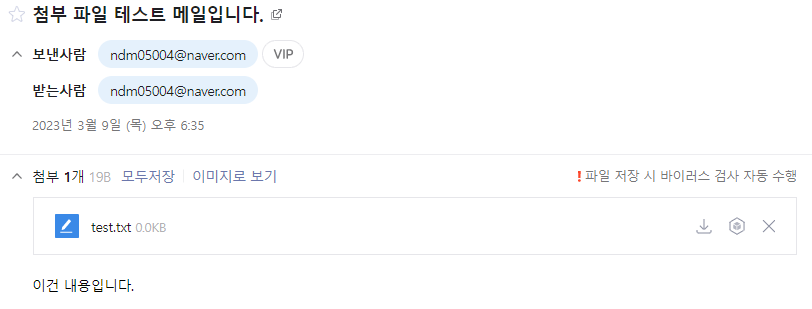 첨부 파일 테스트 메일입니다.
보낸사람 ndm05004@naver.com VIP
받는사람 ndm05004@naver.com
2023년 3월 9일 (목) 오후 6:35
첨부 1개 19B 모두저장 이미지로 보기 ! 파일 저장 시 바이러스 검사 자동 수행
test.txt 0.0KB
이건 내용입니다.